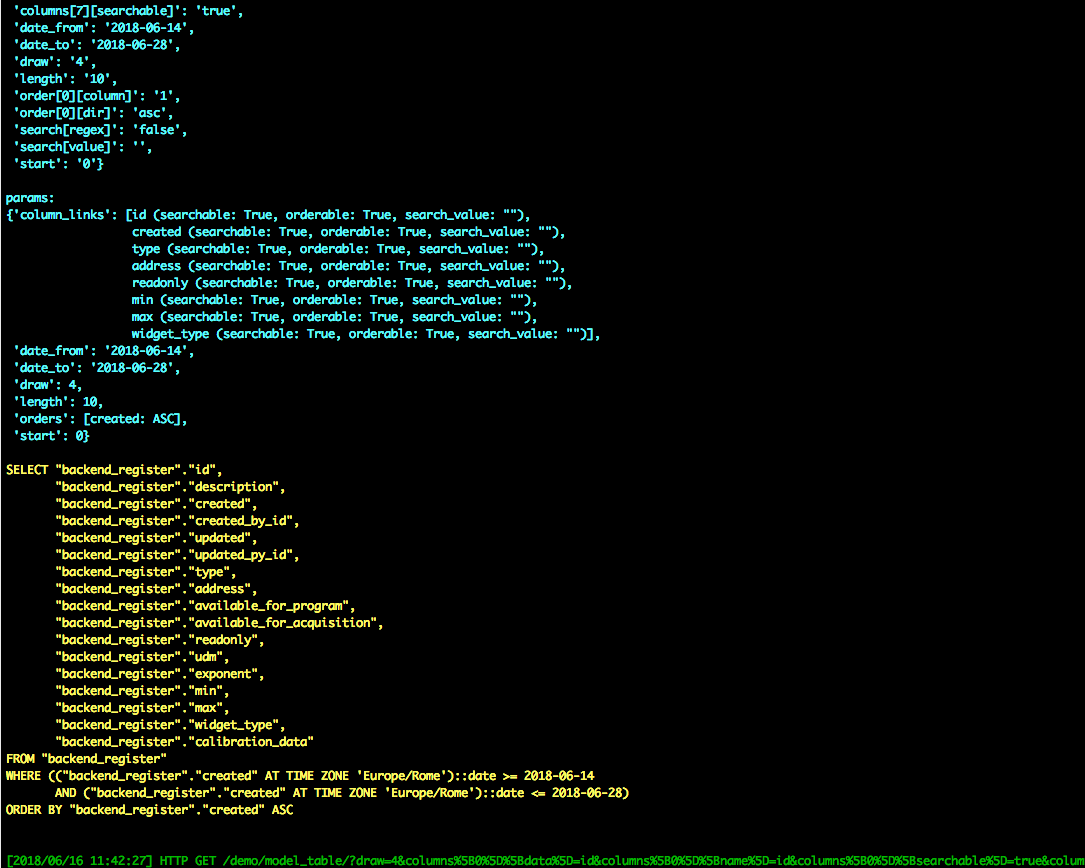 'columns[7][searchable]': 'true',
'date_from': '2018-06-14',
'date_to': '2018-06-28',
'draw': '4',
'length': '10',
'order[0][column]': '1',
'order[0][dir]': 'asc',
'search[regex]': 'false',
'search[value]': '',
'start': '0'}
params:
{'column_links': [id (searchable: True, orderable: True, search_value: ""),
created (searchable: True, orderable: True, search_value: ""),
type (searchable: True, orderable: True, search_value: ""),
address (searchable: True, orderable: True, search_value: ""),
readonly (searchable: True, orderable: True, search_value: ""),
min (searchable: True, orderable: True, search_value: ""),
max (searchable: True, orderable: True, search_value: ""),
widget_type (searchable: True, orderable: True, search_value: "")],
'date_from': '2018-06-14',
'date_to': '2018-06-28',
'draw': 4,
'length': 10,
'orders': [created: ASC],
'start': 0}
SELECT "backend_register"."id",
"backend_register"."description",
"backend_register"."created",
"backend_register"."created_by_id",
"backend_register"."updated",
"backend_register"."updated_py_id",
"backend_register"."type",
"backend_register"."address",
"backend_register"."available_for_program",
"backend_register"."available_for_acquisition",
"backend_register"."readonly",
"backend_register"."udm",
"backend_register"."exponent",
"backend_register"."min",
"backend_register"."max",
"backend_register"."widget_type",
"backend_register"."calibration_data"
FROM "backend_register"
WHERE (("backend_register"."created" AT TIME ZONE 'Europe/Rome')::date >= 2018-06-14
AND ("backend_register"."created" AT TIME ZONE 'Europe/Rome')::date <= 2018-06-28)
ORDER BY "backend_register"."created" ASC
[2018/06/16 11:42:27] HTTP GET /demo/model_table/?draw=4&columns%5B0%5D%5Bdata%5D=id&columns%5B0%5D%5Bname%5D=id&columns%5B0%5D%5Bsearchable%5D=true&colum